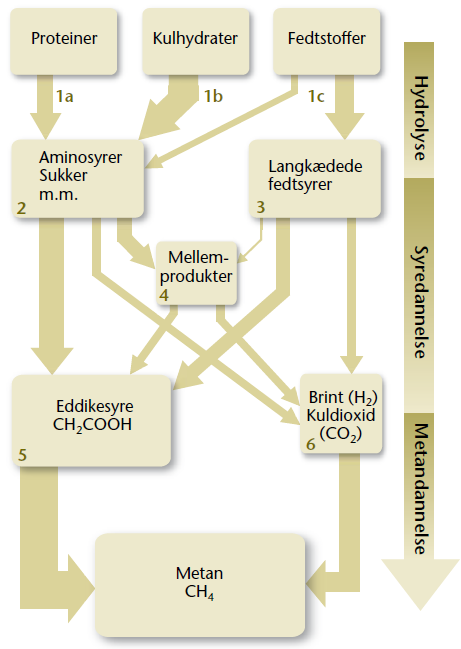 Proteiner
Kulhydrater
Fedtstoffer
1a
1b
1c
Hydrolyse
Aminosyrer
Sukker
m.m.
2
Langkædede
fedtsyrer
3
Mellem-
produkter
4
Syredannelse
Eddikesyre
CH₂COOH
5
Brint (H₂)
Kuldioxid
(CO₂)
6
Metandannelse
Metan
CH₄